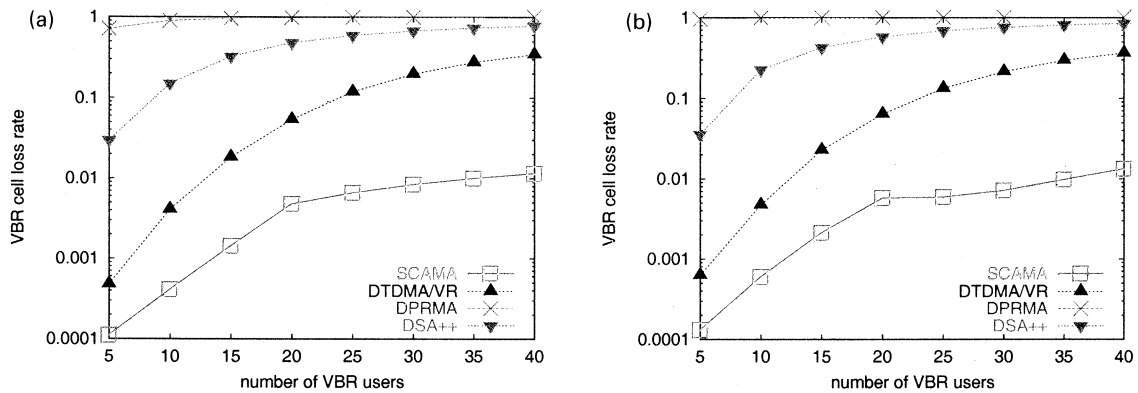 (a)
VBR cell loss rate
1
0.1
0.01
0.001
0.0001
5 10 15 20 25 30 35 40
number of VBR users
SCAMA
DTDMA/VR
DPRMA
DSA++
(b)
VBR cell loss rate
1
0.1
0.01
0.001
0.0001
5 10 15 20 25 30 35 40
number of VBR users
SCAMA
DTDMA/VR
DPRMA
DSA++